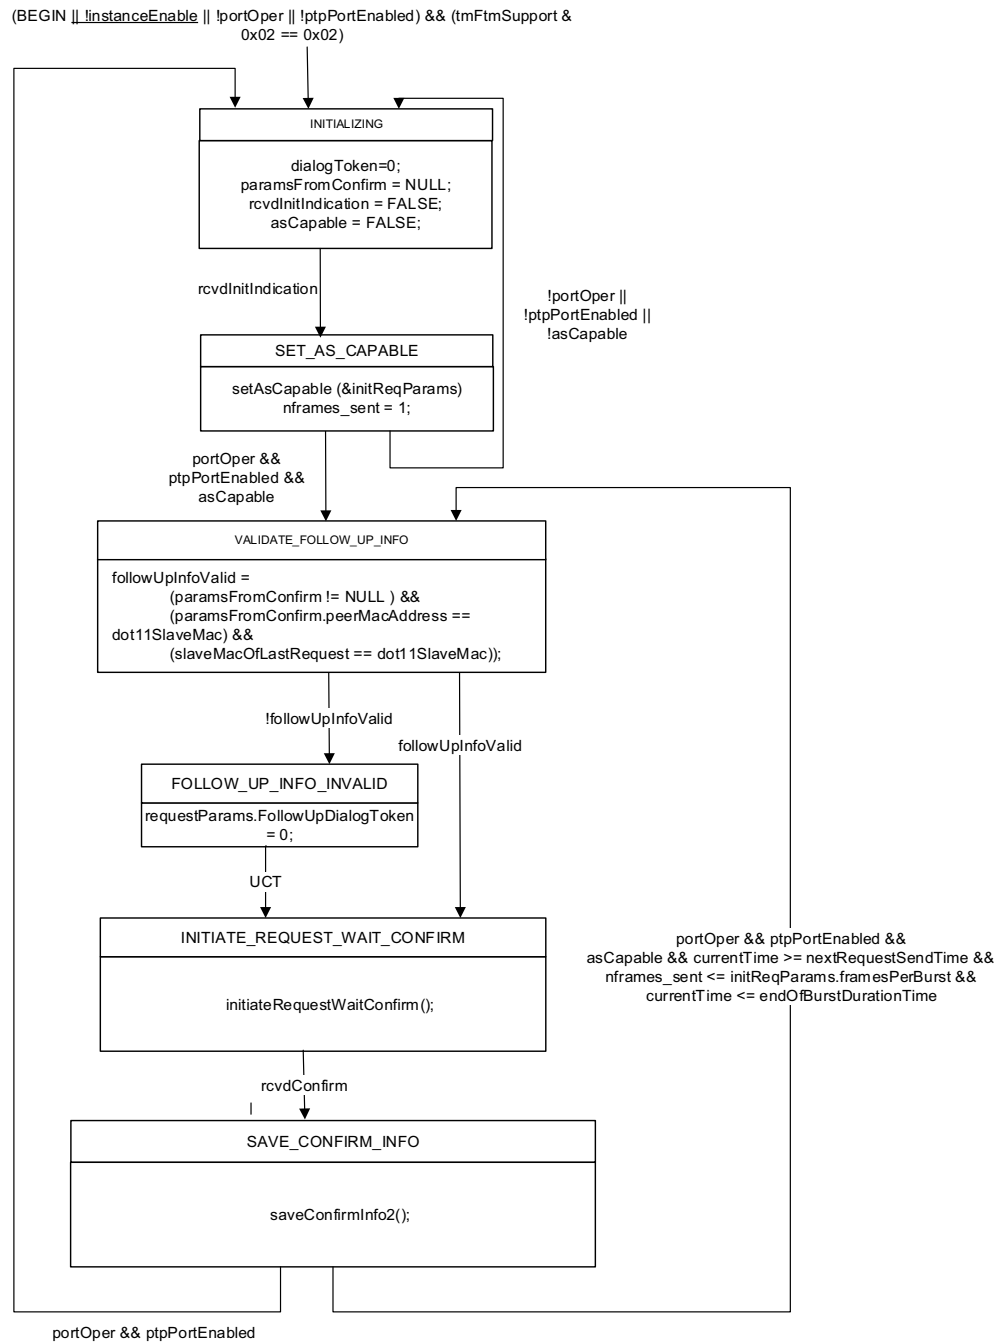 (BEGIN || !instanceEnable || !portOper || !ptpPortEnabled) && (tmFtmSupport &
0x02 == 0x02)
INITIALIZING
dialogToken=0;
paramsFromConfirm = NULL;
rcvdInitIndication = FALSE;
asCapable = FALSE;
rcvdInitIndication
!portOper ||
!ptpPortEnabled ||
!asCapable
SET_AS_CAPABLE
setAsCapable (&initReqParams)
nframes_sent = 1;
portOper &&
ptpPortEnabled &&
asCapable
VALIDATE_FOLLOW_UP_INFO
followUpInfoValid =
(paramsFromConfirm != NULL ) &&
(paramsFromConfirm.peerMacAddress ==
dot11SlaveMac) &&
(slaveMacOfLastRequest == dot11SlaveMac));
!followUpInfoValid
followUpInfoValid
FOLLOW_UP_INFO_INVALID
requestParams.FollowUpDialogToken
= 0;
UCT
INITIATE_REQUEST_WAIT_CONFIRM
initiateRequestWaitConfirm();
portOper && ptpPortEnabled &&
asCapable && currentTime >= nextRequestSendTime &&
nframes_sent <= initReqParams.framesPerBurst &&
currentTime <= endOfBurstDurationTime
rcvdConfirm
|
SAVE_CONFIRM_INFO
saveConfirmInfo2();
portOper && ptpPortEnabled